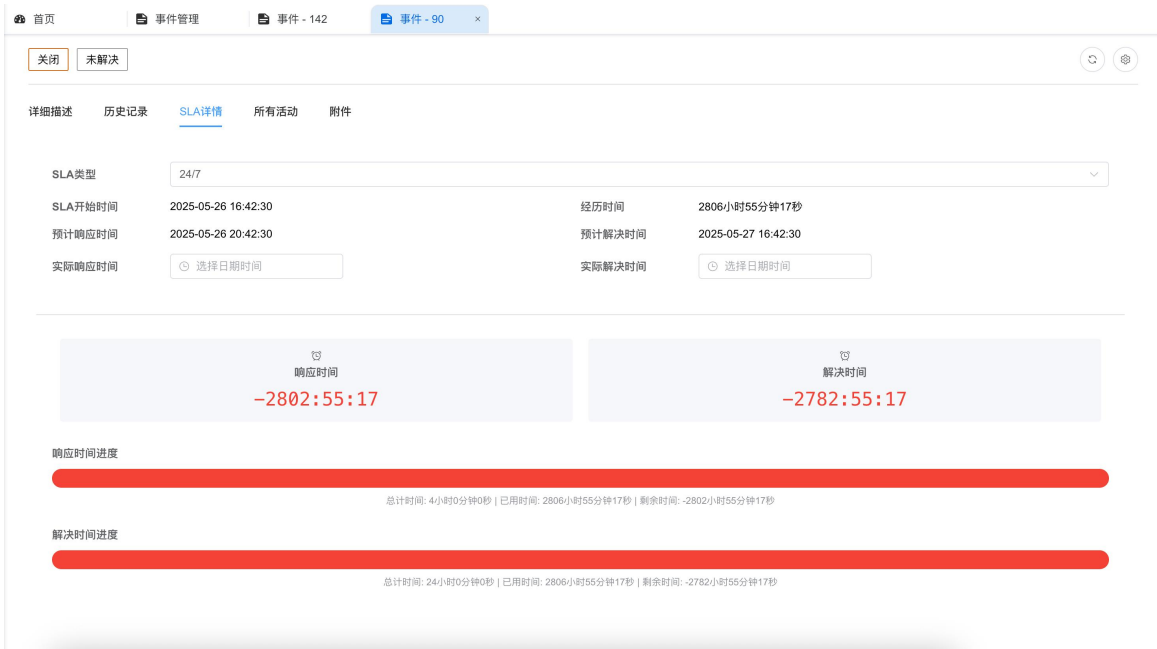 首页 事件管理 事件 - 142 事件 - 90 ×
关闭 未解决
详细描述 历史记录 SLA详情 所有活动 附件
SLA类型 24/7
SLA开始时间 2025-05-26 16:42:30 经历时间 2806小时55分钟17秒
预计响应时间 2025-05-26 20:42:30 预计解决时间 2025-05-27 16:42:30
实际响应时间 选择日期时间 实际解决时间 选择日期时间
响应时间 解决时间
-2802:55:17 -2782:55:17
响应时间进度
总计时间: 4小时0分钟0秒 | 已用时间: 2806小时55分钟17秒 | 剩余时间: -2802小时55分钟17秒
解决时间进度
总计时间: 24小时0分钟0秒 | 已用时间: 2806小时55分钟17秒 | 剩余时间: -2782小时55分钟17秒